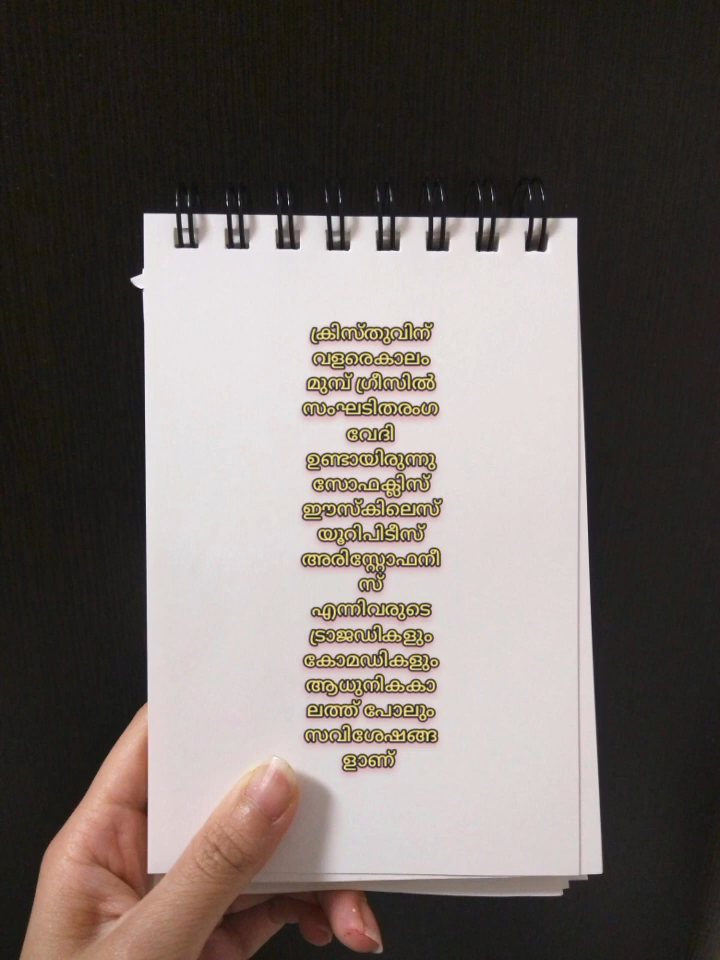 ക്രിസ്തുവിന്
വളരെകാലം
മുമ്പ് ഗ്രീസിൽ
സംഘടിതരംഗ
വേദി
ഉണ്ടായിരുന്നു
സോഫക്ലിസ്
ഈസ്കിലെസ്
യൂറിപിടീസ്
അരിസ്റ്റോഫനീ
സ്
എന്നിവരുടെ
ട്രാജഡികളും
കോമഡികളും
ആധുനികകാ
ലത്ത് പോലും
സവിശേഷങ്ങ
ളാണ്